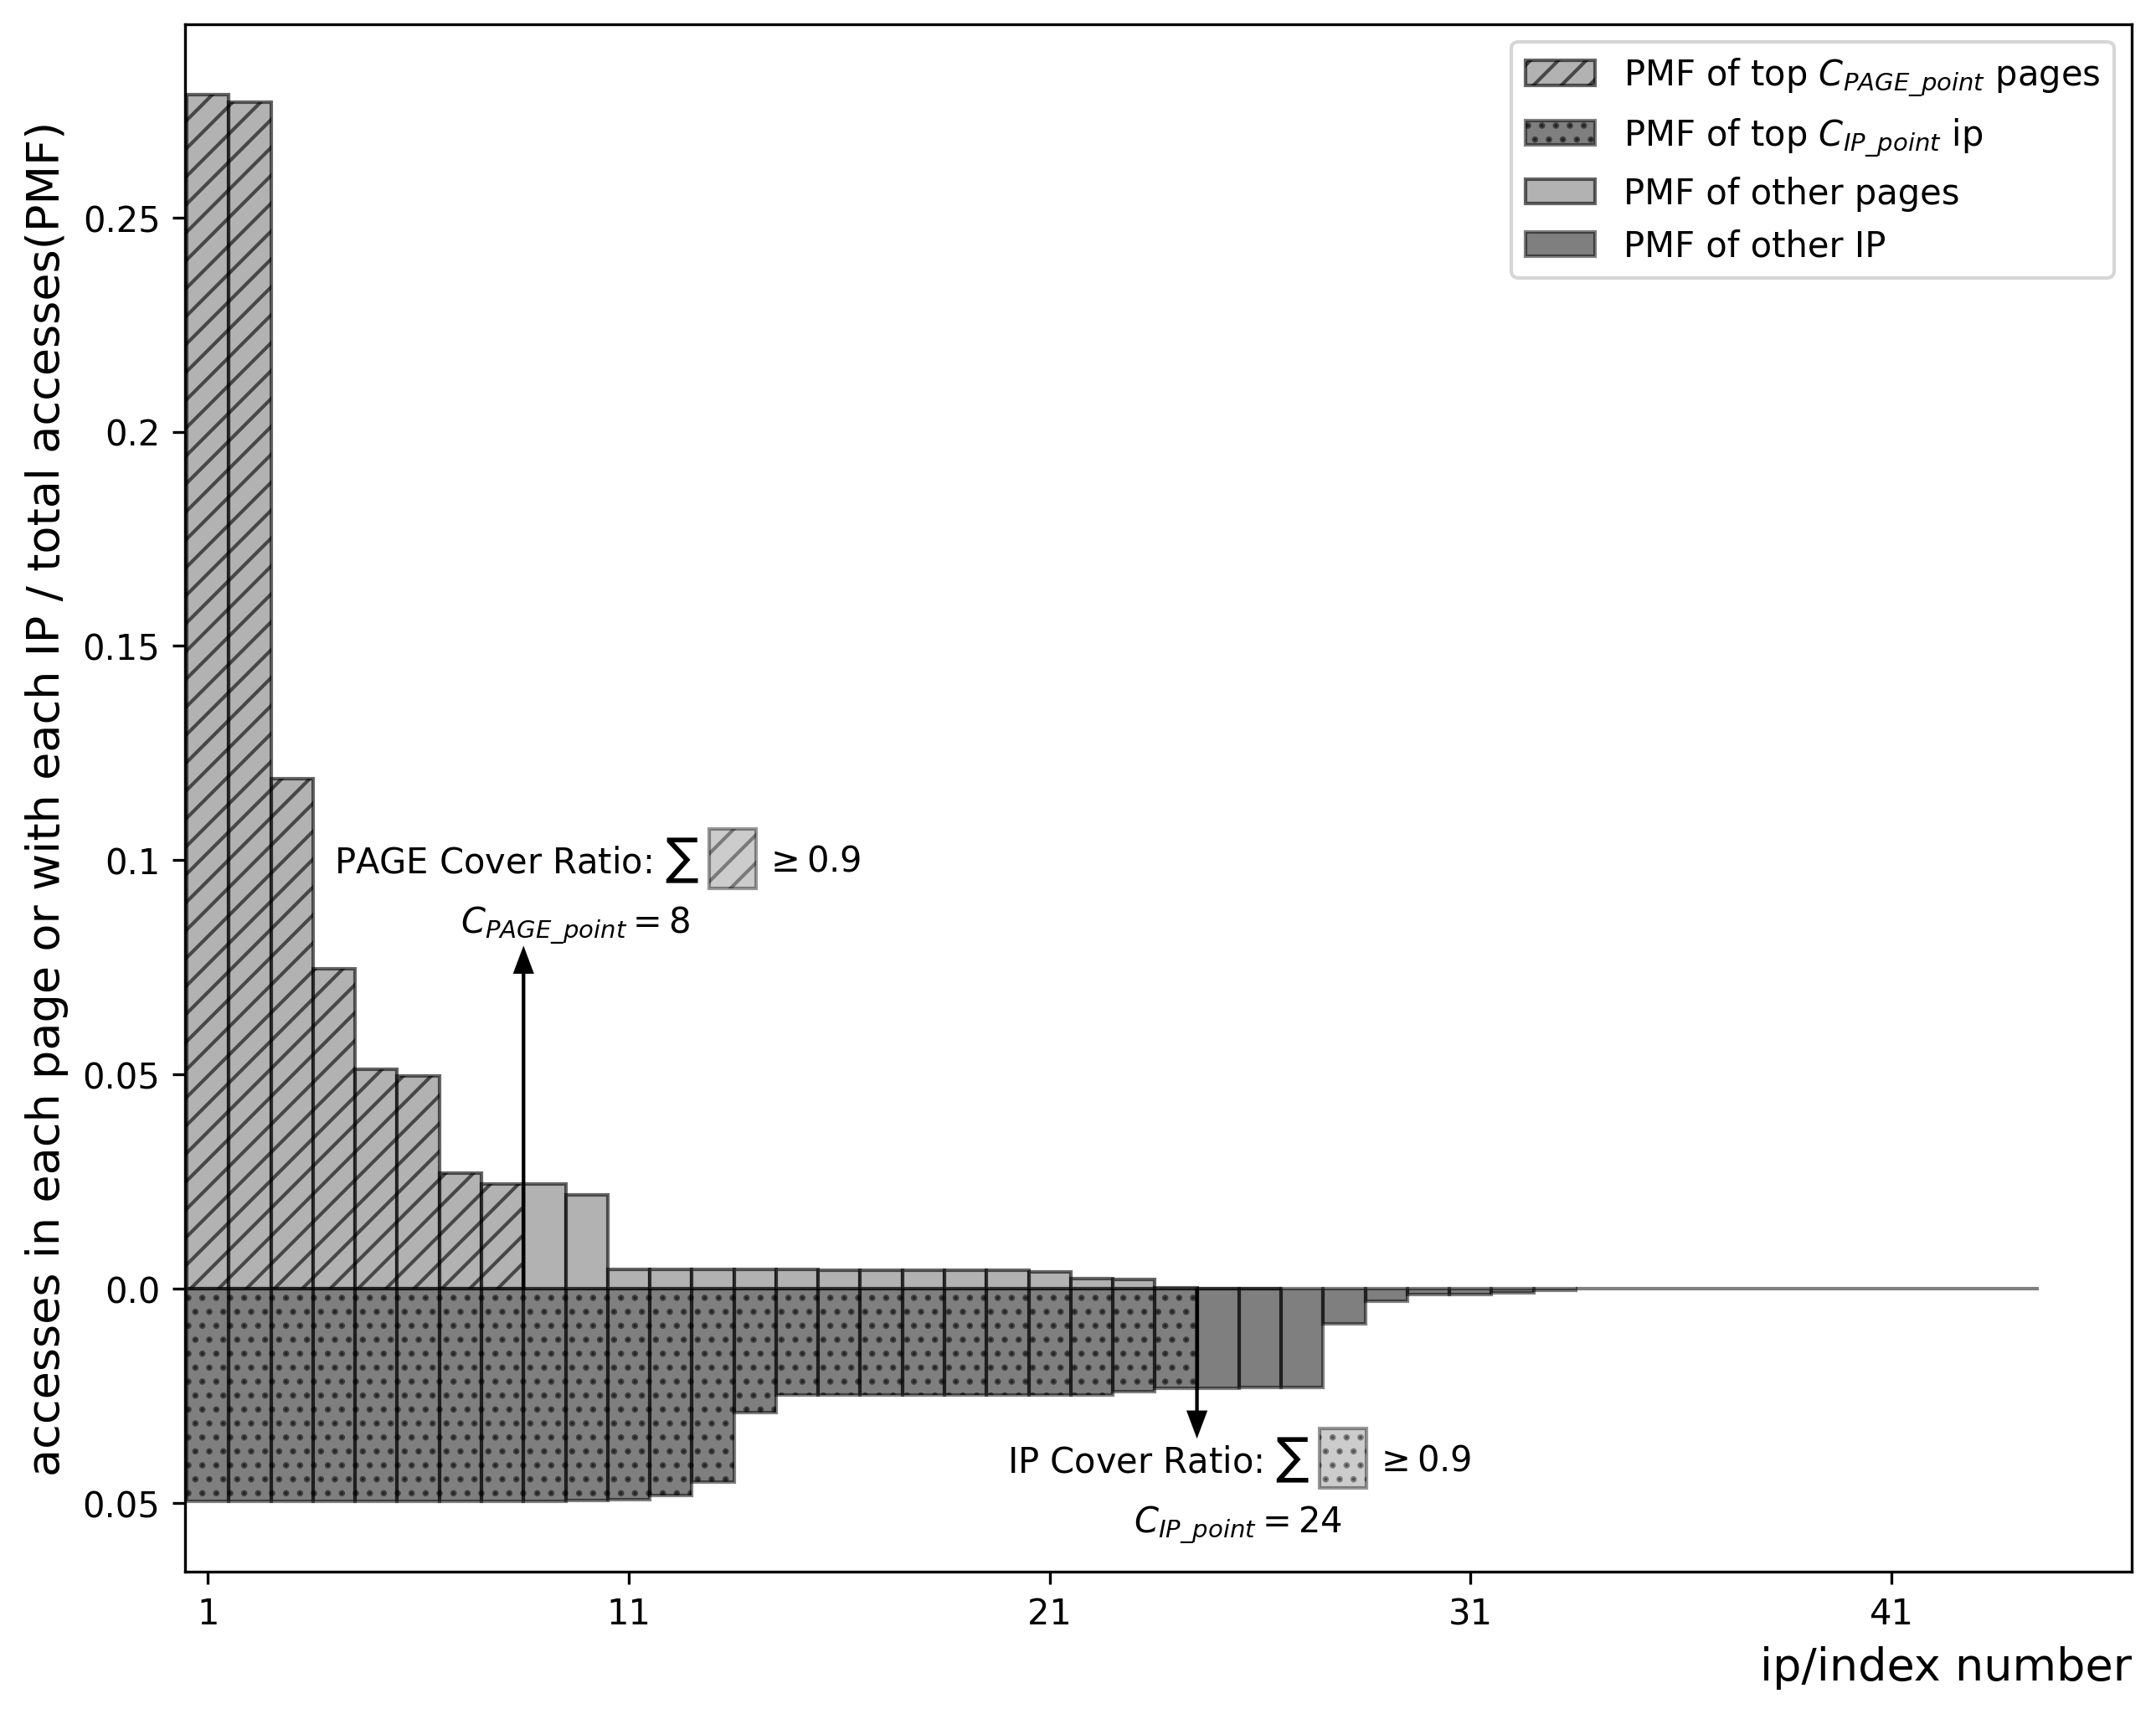 accesses in each page or with each IP / total accesses(PMF)
0.25
0.2
0.15
0.1
0.05
0.0
0.05
PMF of top C_PAGE_point pages
PMF of top C_IP_point ip
PMF of other pages
PMF of other IP
PAGE Cover Ratio: ∑ ≥0.9
C_PAGE_point = 8
IP Cover Ratio: ∑ ≥0.9
C_IP_point = 24
1 11 21 31 41
ip/index number